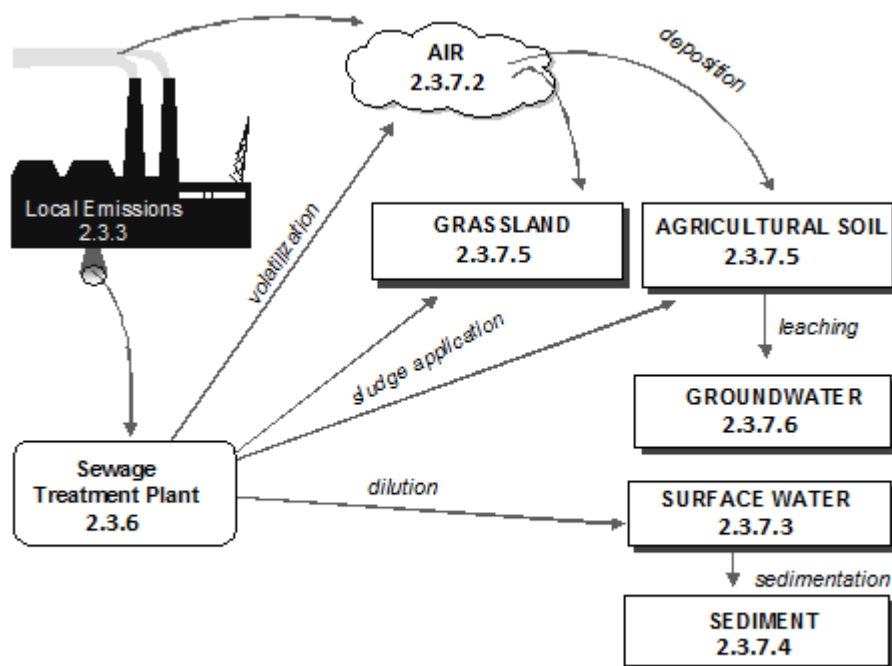 AIR
2.3.7.2
deposition
Local Emissions
2.3.3
volatilization
GRASSLAND
2.3.7.5
AGRICULTURAL SOIL
2.3.7.5
sludge application
leaching
GROUNDWATER
2.3.7.6
Sewage
Treatment Plant
2.3.6
dilution
SURFACE WATER
2.3.7.3
sedimentation
SEDIMENT
2.3.7.4